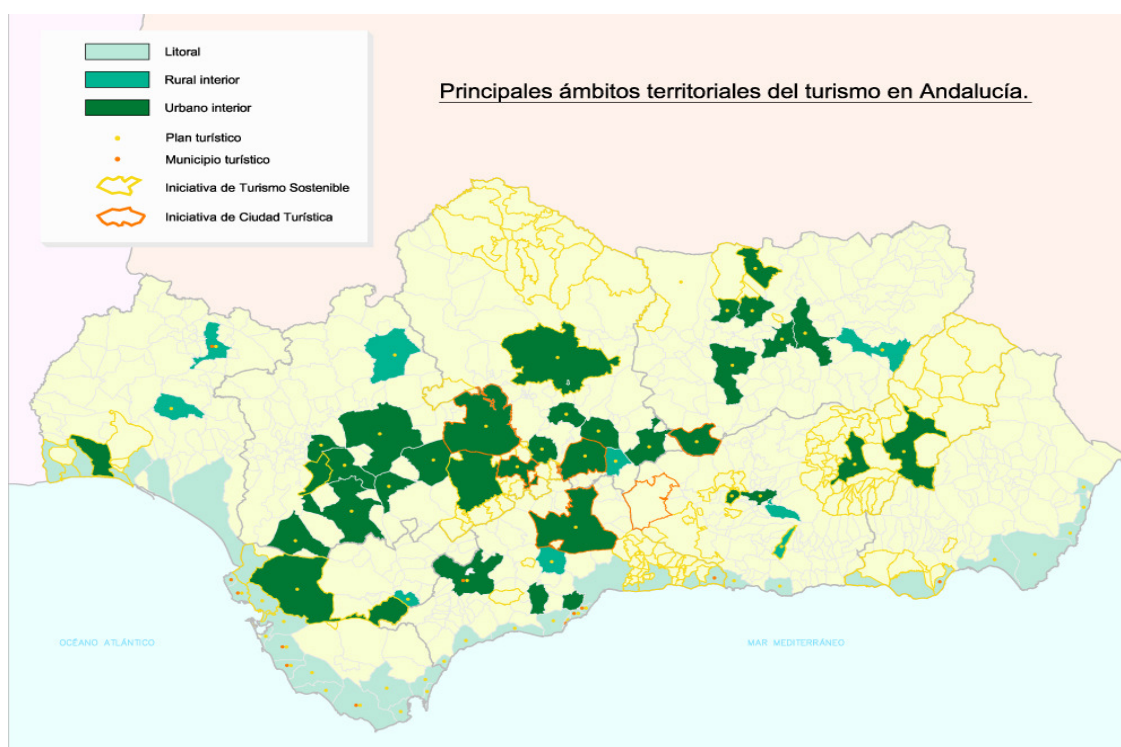 Litoral
Rural interior
Urbano interior
Plan turístico
Municipio turístico
Iniciativa de Turismo Sostenible
Iniciativa de Ciudad Turística
Principales ámbitos territoriales del turismo en Andalucía.
OCÉANO ATLÁNTICO
MAR MEDITERRÁNEO